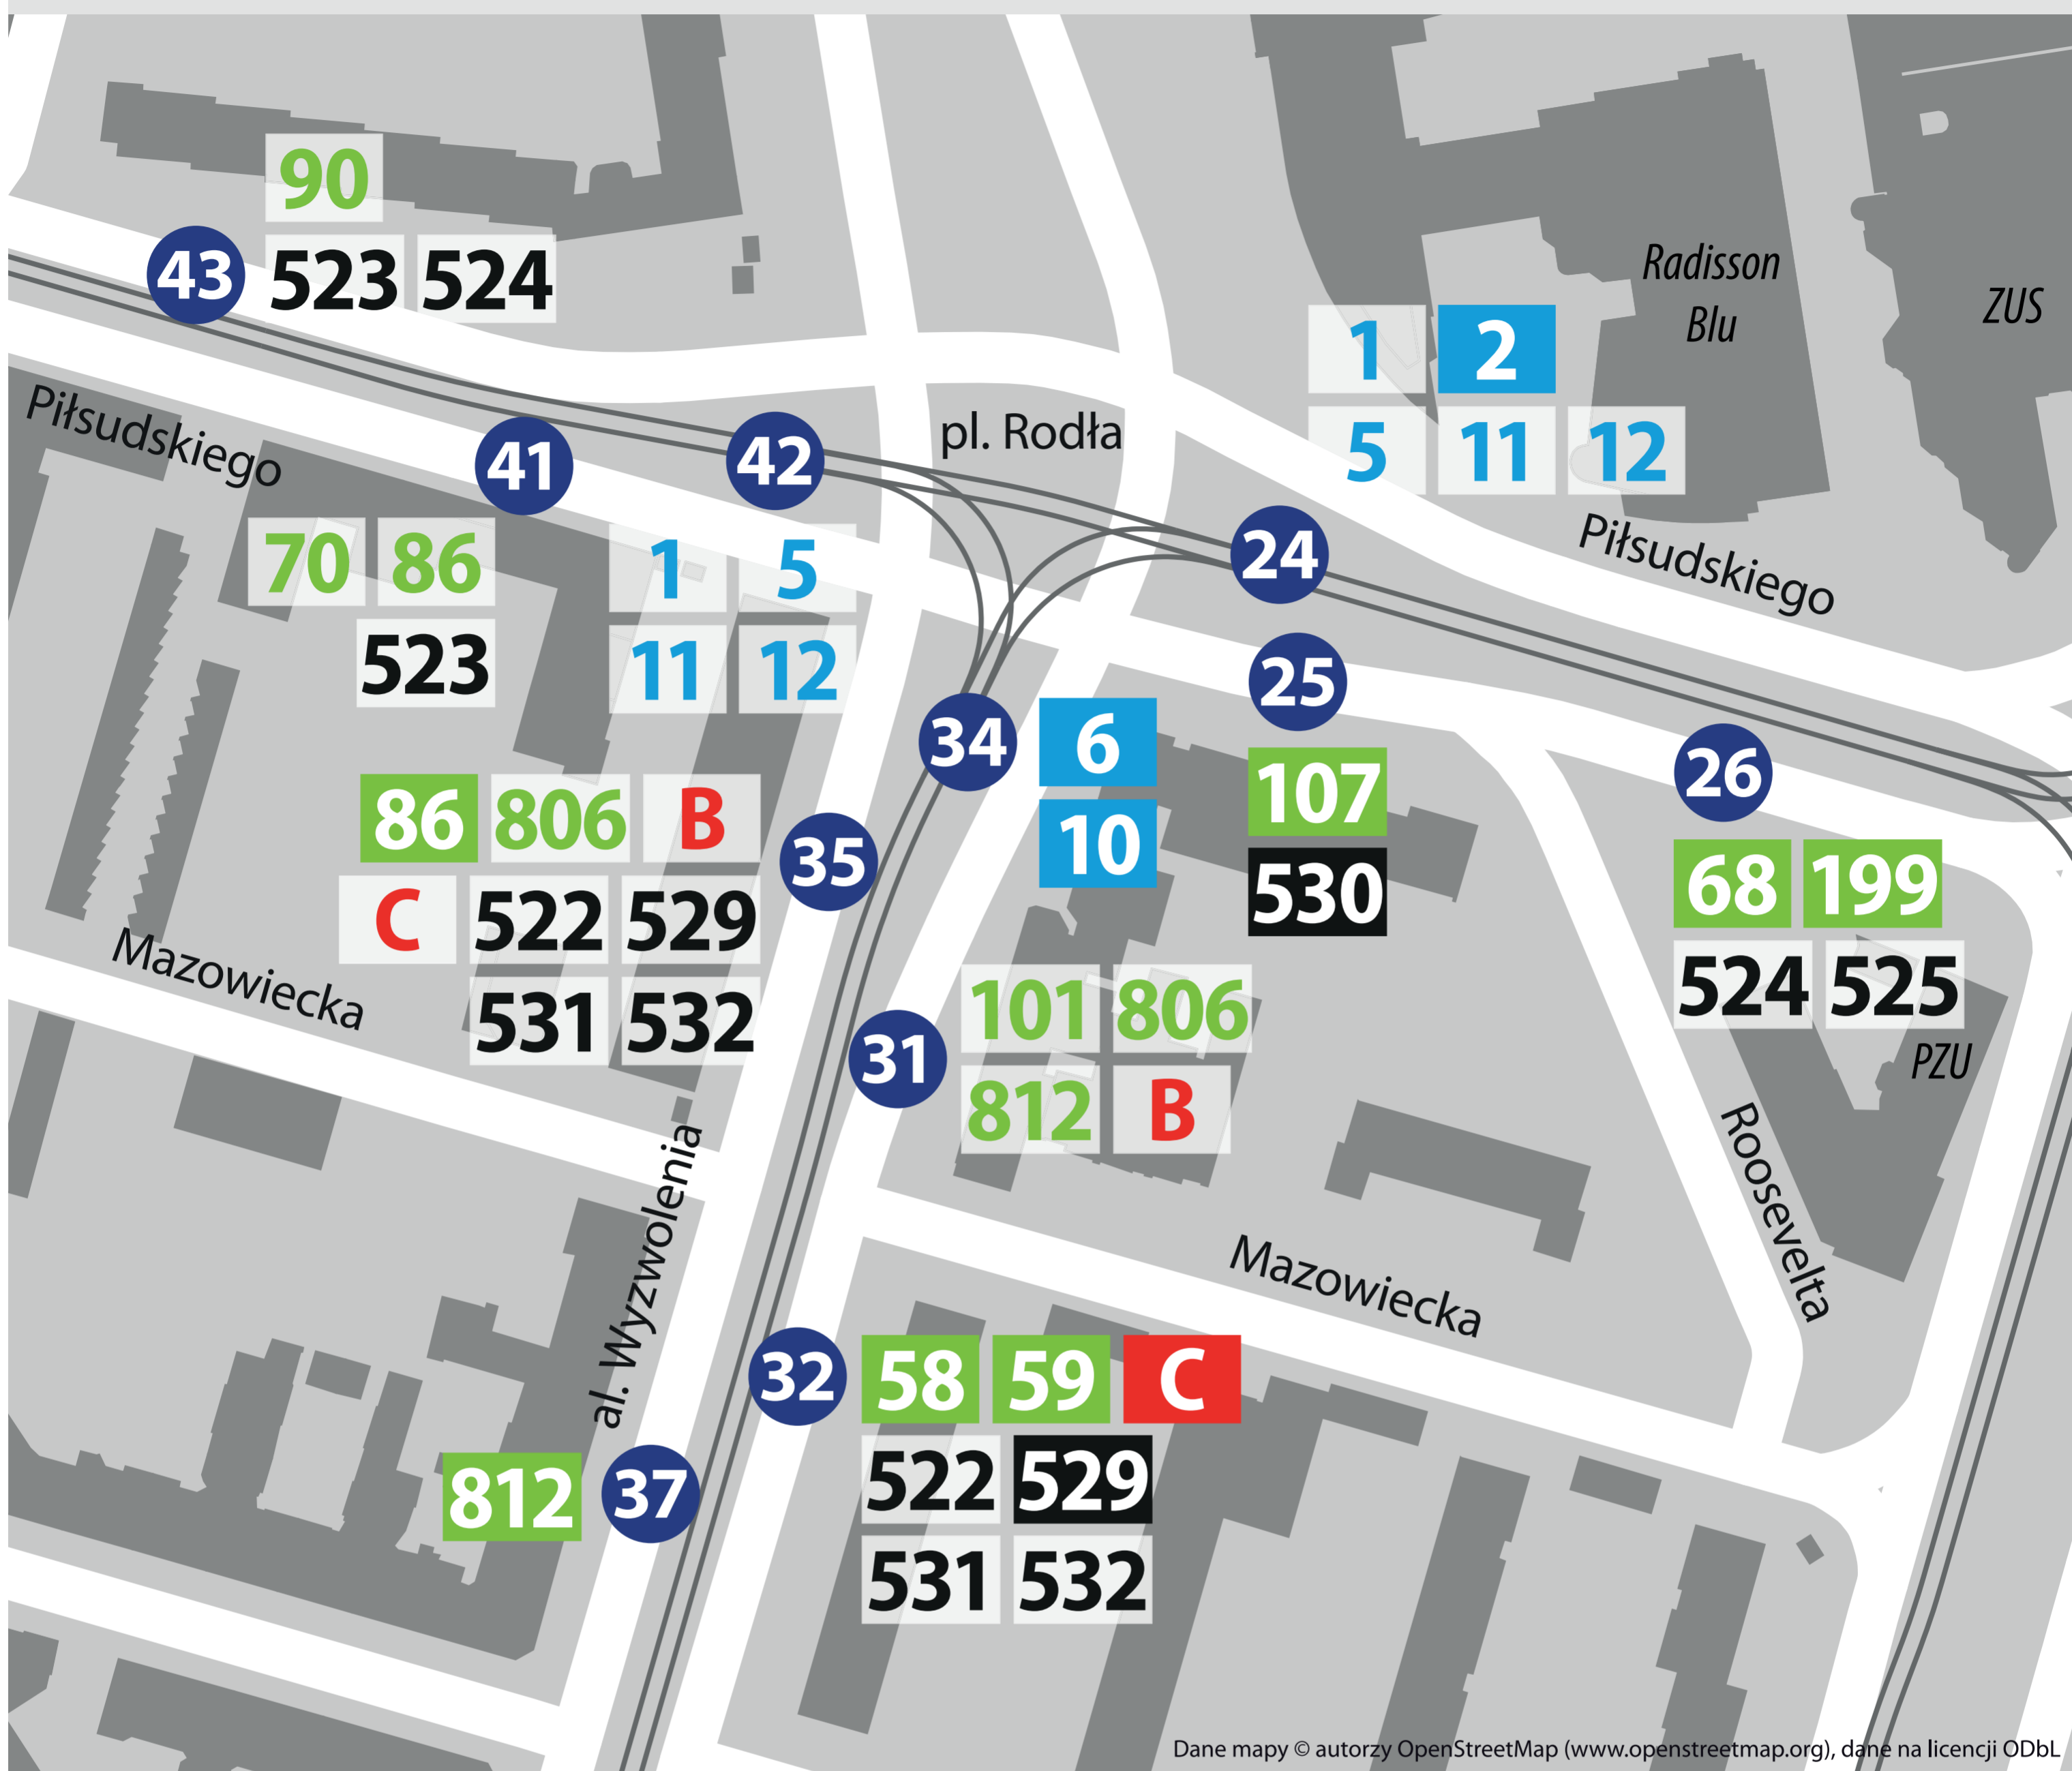 90
43
523 524
Radisson
Blu
ZUS
1 2
5 11 12
Piłsudskiego
41
42
pl. Rodła
24
Piłsudskiego
70 86
523
1 5
11 12
25
34
6
10
26
107
530
86 806 B
C 522 529
531 532
35
68 199
524 525
PZU
Mazowiecka
31
101 806
812 B
al. Wyzwolenia
Roosevelta
Mazowiecka
32
58 59 C
522 529
531 532
812
37
Dane mapy © autorzy OpenStreetMap (www.openstreetmap.org), dane na licencji ODbL